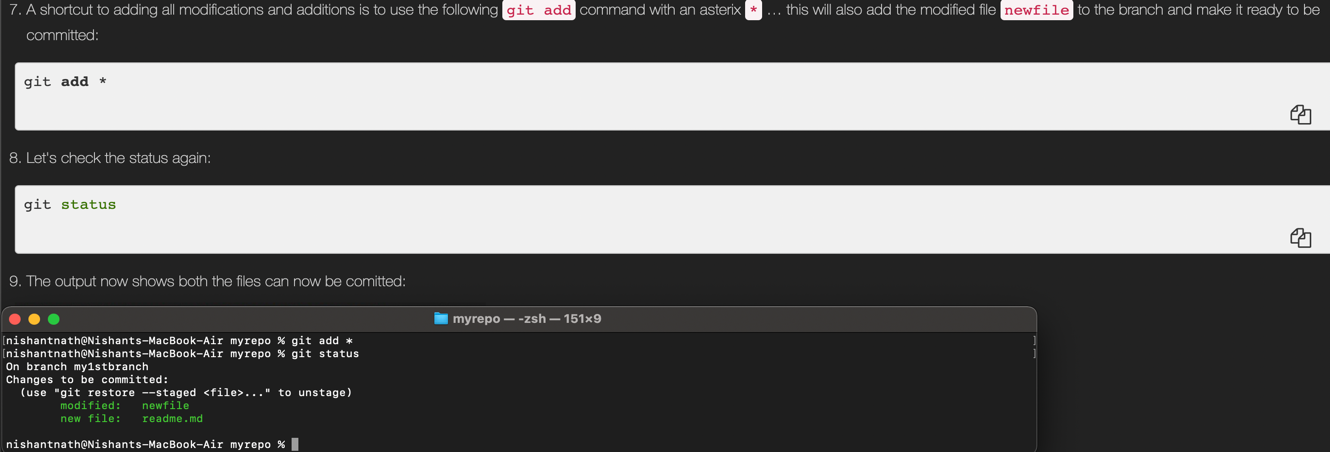 7. A shortcut to adding all modifications and additions is to use the following git add command with an asterix * … this will also add the modified file newfile to the branch and make it ready to be
committed:
git add *
8. Let's check the status again:
git status
9. The output now shows both the files can now be comitted:
myrepo — -zsh — 151×9
[nishantnath@Nishants-MacBook-Air myrepo % git add * ]
[nishantnath@Nishants-MacBook-Air myrepo % git status ]
On branch my1stbranch
Changes to be committed:
(use "git restore --staged <file>..." to unstage)
modified: newfile
new file: readme.md
nishantnath@Nishants-MacBook-Air myrepo %